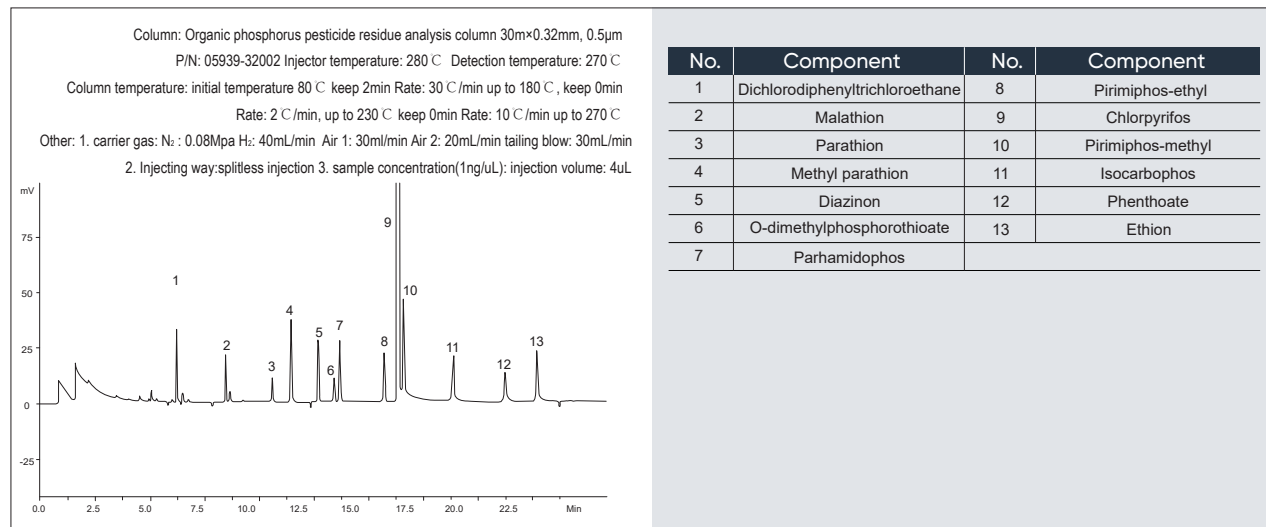 Column: Organic phosphorus pesticide residue analysis column 30m×0.32mm, 0.5μm
P/N: 05939-32002 Injector temperature: 280℃ Detection temperature: 270℃
Column temperature: initial temperature 80℃ keep 2min Rate: 30℃/min up to 180℃, keep 0min
Rate: 2℃/min, up to 230℃ keep 0min Rate: 10℃/min up to 270℃
Other: 1. carrier gas: N₂ : 0.08Mpa H₂: 40mL/min Air 1: 30ml/min Air 2: 20mL/min tailing blow: 30mL/min
2. Injecting way:splitless injection 3. sample concentration(1ng/uL): injection volume: 4uL
mV
75
50
25
0
-25
1
2
3
4
5
6
7
8
9
10
11
12
13
0.0 2.5 5.0 7.5 10.0 12.5 15.0 17.5 20.0 22.5 Min
No. Component No. Component
1 Dichlorodiphenyltrichloroethane 8 Pirimiphos-ethyl
2 Malathion 9 Chlorpyrifos
3 Parathion 10 Pirimiphos-methyl
4 Methyl parathion 11 Isocarbophos
5 Diazinon 12 Phenthoate
6 O-dimethylphosphorothioate 13 Ethion
7 Parhamidophos